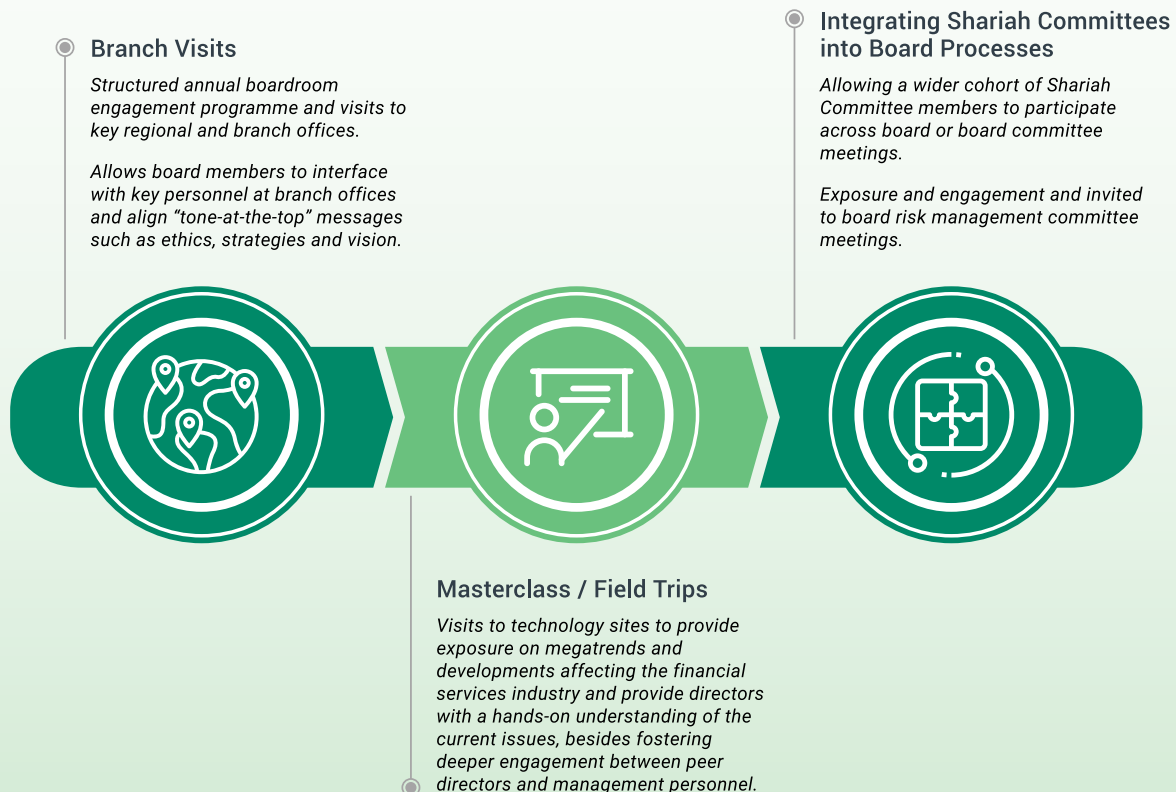 Branch Visits
Structured annual boardroom
engagement programme and visits to
key regional and branch offices.
Allows board members to interface
with key personnel at branch offices
and align “tone-at-the-top” messages
such as ethics, strategies and vision.
Integrating Shariah Committees
into Board Processes
Allowing a wider cohort of Shariah
Committee members to participate
across board or board committee
meetings.
Exposure and engagement and invited
to board risk management committee
meetings.
Masterclass / Field Trips
Visits to technology sites to provide
exposure on megatrends and
developments affecting the financial
services industry and provide directors
with a hands-on understanding of the
current issues, besides fostering
deeper engagement between peer
directors and management personnel.